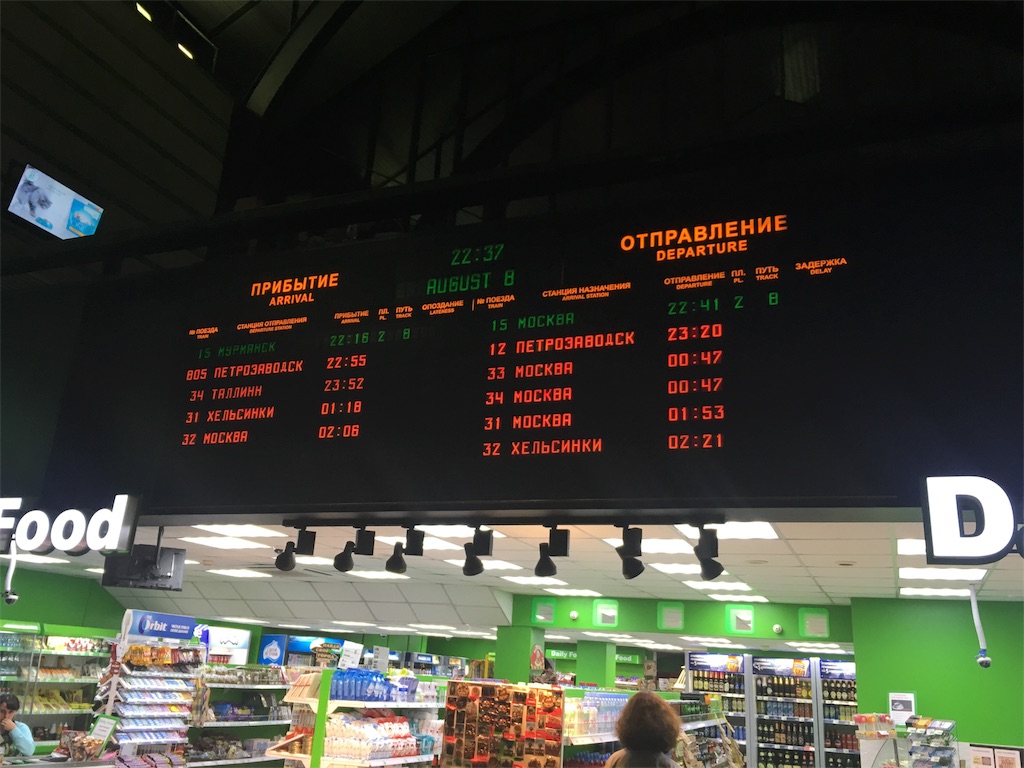 22:37
AUGUST 8
ПРИБЫТИЕ
ARRIVAL
№ ПОЕЗДА СТАНЦИЯ ОТПРАВЛЕНИЯ ПРИБЫТИЕ ПЛ. ПУТЬ ОПОЗДАНИЕ
TRAIN DEPARTURE STATION ARRIVAL PL. TRACK LATENESS
15 МУРМАНСК 22:16 2 8
805 ПЕТРОЗАВОДСК 22:55
34 ТАЛЛИНН 23:52
31 ХЕЛЬСИНКИ 01:18
32 МОСКВА 02:06
ОТПРАВЛЕНИЕ
DEPARTURE
№ ПОЕЗДА СТАНЦИЯ НАЗНАЧЕНИЯ ОТПРАВЛЕНИЕ ПЛ. ПУТЬ ЗАДЕРЖКА
TRAIN ARRIVAL STATION DEPARTURE PL. TRACK DELAY
15 МОСКВА 22:41 2 8
12 ПЕТРОЗАВОДСК 23:20
33 МОСКВА 00:47
34 МОСКВА 00:47
31 МОСКВА 01:53
32 ХЕЛЬСИНКИ 02:21
Food
D
Orbit
Daily Food
Food